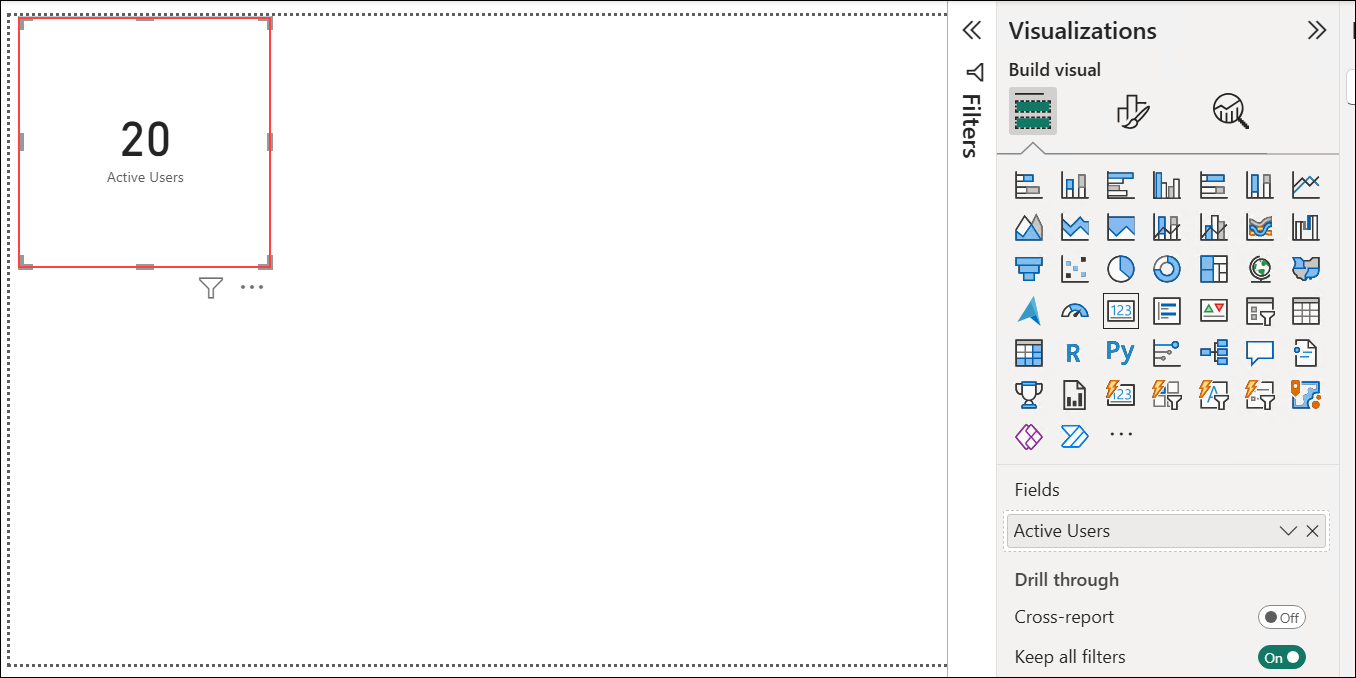 20
Active Users
Filters
Visualizations
Build visual
123
R
Py
123
A
Fields
Active Users
Drill through
Cross-report
Off
Keep all filters
On